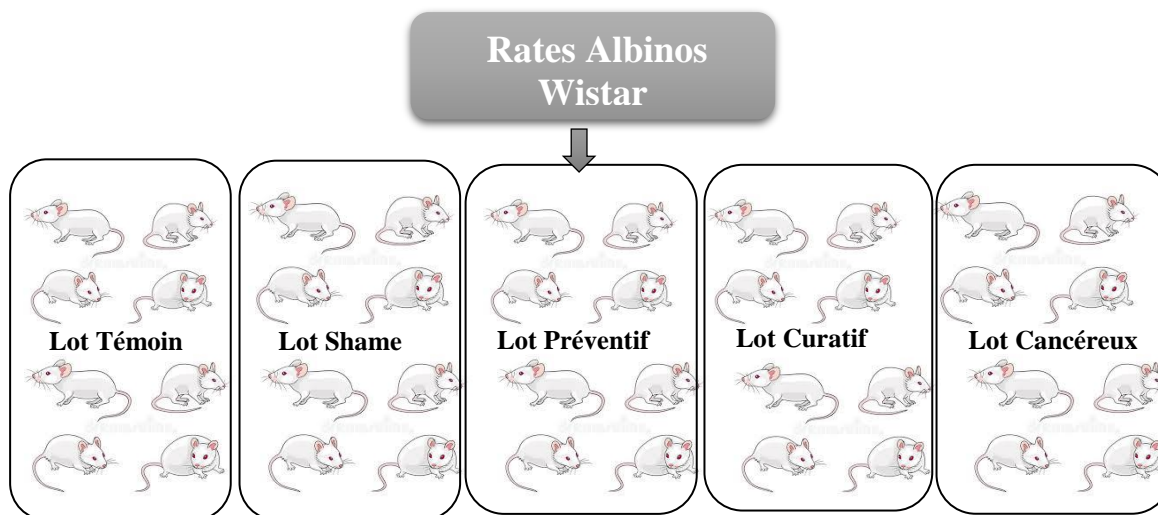 Rates Albinos
Wistar
Lot Témoin
Lot Shame
Lot Préventif
Lot Curatif
Lot Cancéreux